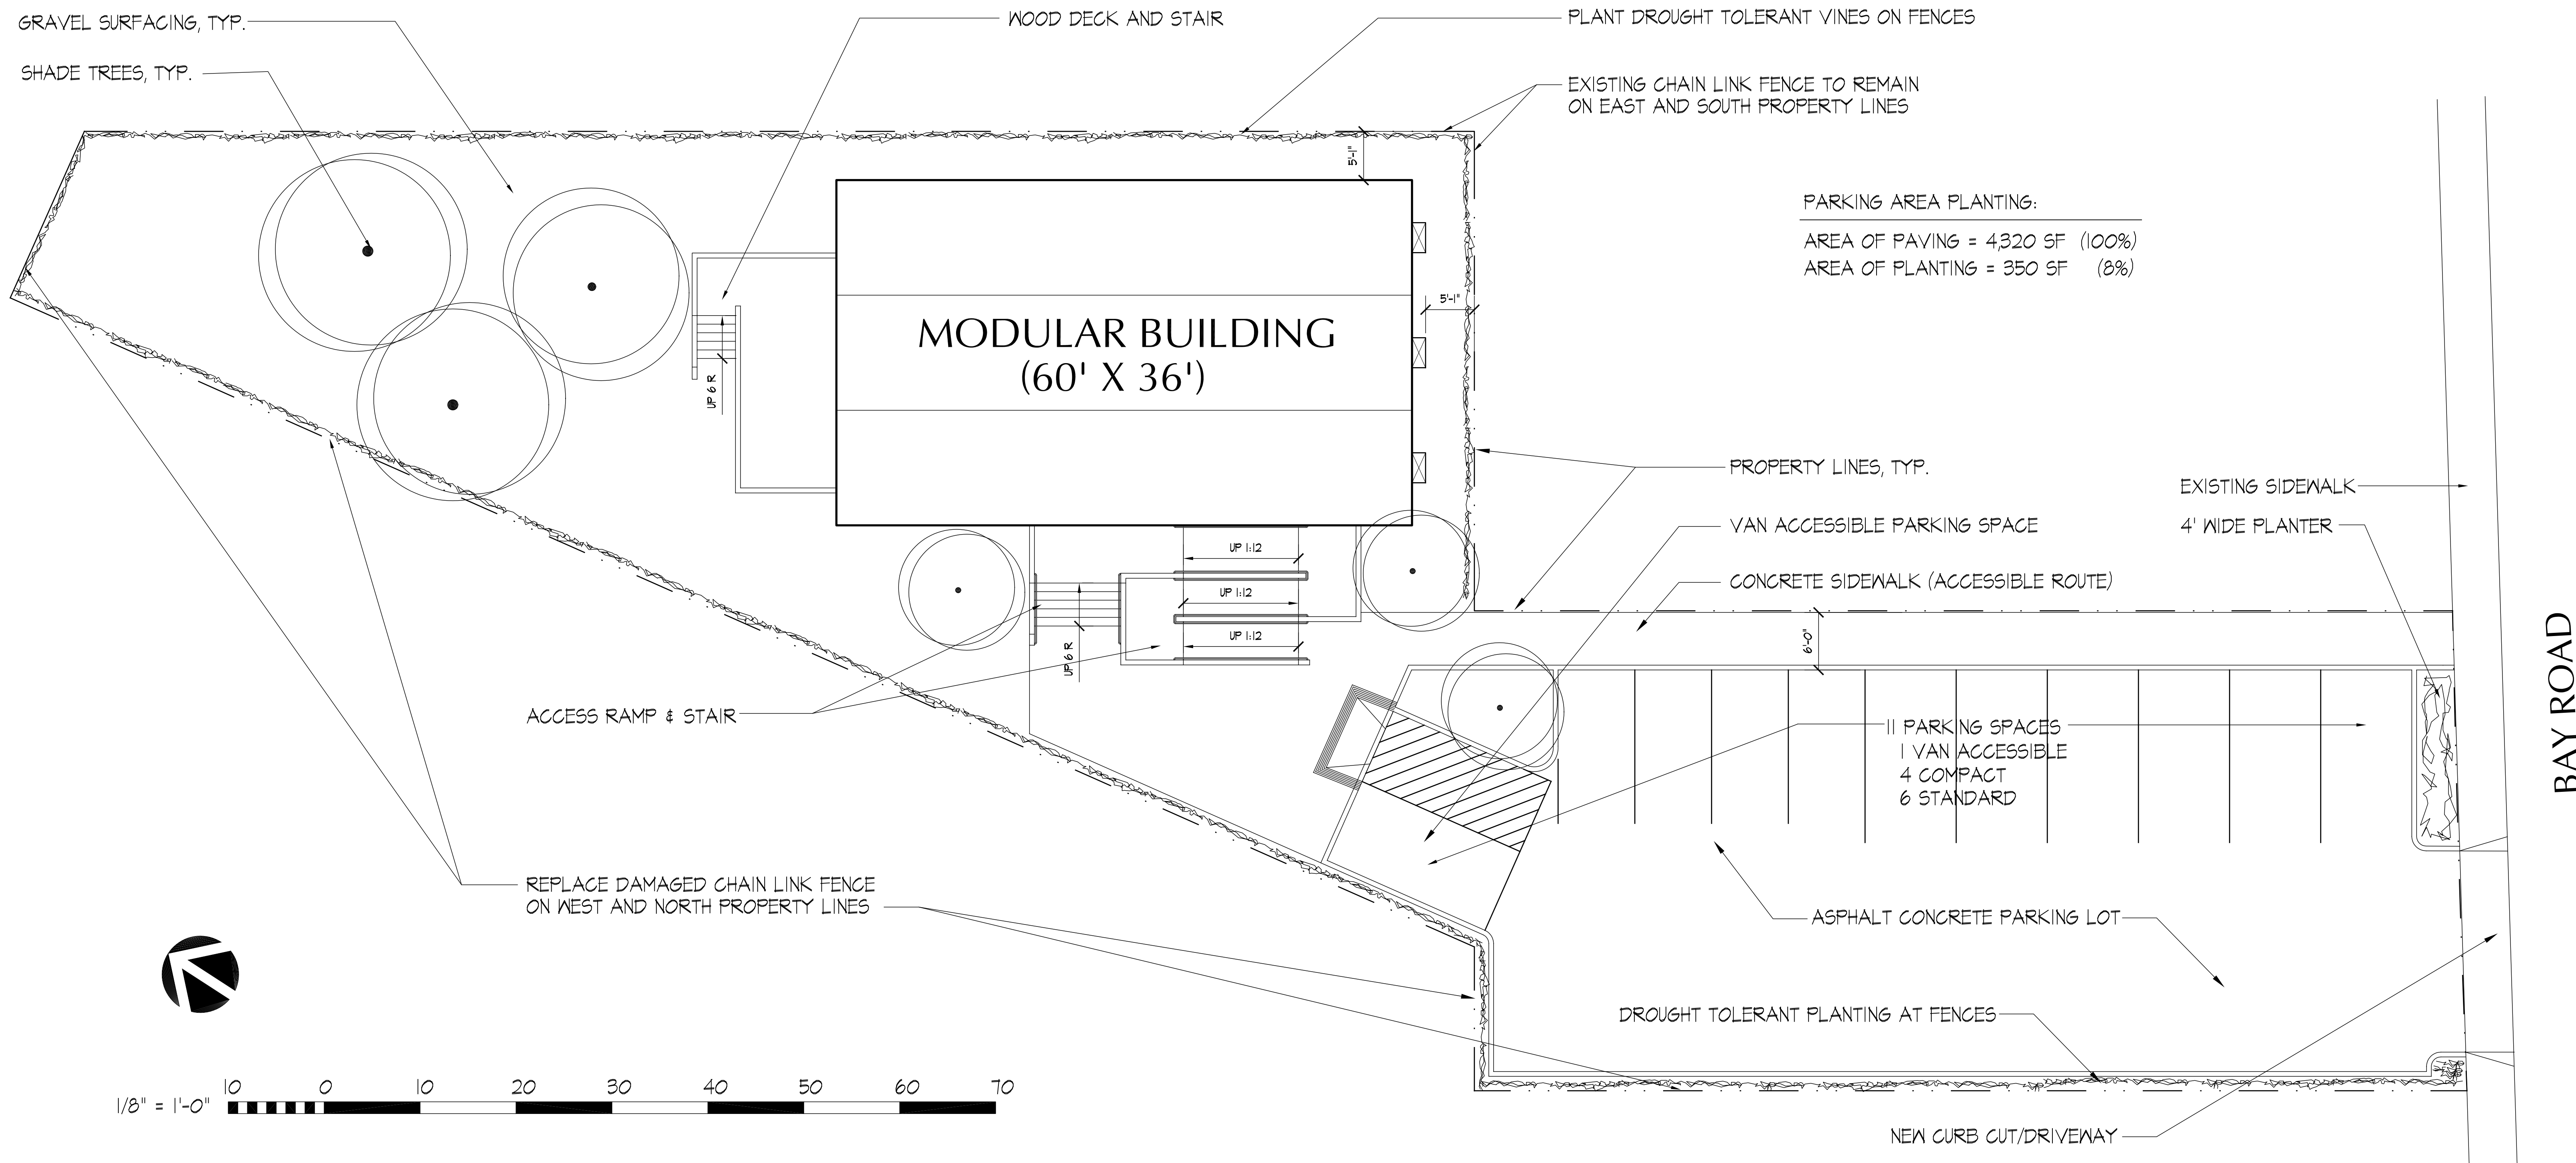 GRAVEL SURFACING, TYP.
SHADE TREES, TYP.
WOOD DECK AND STAIR
PLANT DROUGHT TOLERANT VINES ON FENCES
EXISTING CHAIN LINK FENCE TO REMAIN
ON EAST AND SOUTH PROPERTY LINES
5'-1"
PARKING AREA PLANTING:
AREA OF PAVING = 4,320 SF (100%)
AREA OF PLANTING = 350 SF (8%)
5'-1"
MODULAR BUILDING
(60' X 36')
UP 6 R
PROPERTY LINES, TYP.
EXISTING SIDEWALK
VAN ACCESSIBLE PARKING SPACE
4' WIDE PLANTER
UP 1:12
CONCRETE SIDEWALK (ACCESSIBLE ROUTE)
UP 1:12
UP 1:12
UP 6 R
6'-0"
BAY ROAD
ACCESS RAMP & STAIR
11 PARKING SPACES
1 VAN ACCESSIBLE
4 COMPACT
6 STANDARD
REPLACE DAMAGED CHAIN LINK FENCE
ON WEST AND NORTH PROPERTY LINES
ASPHALT CONCRETE PARKING LOT
DROUGHT TOLERANT PLANTING AT FENCES
10 0 10 20 30 40 50 60 70
1/8" = 1'-0"
NEW CURB CUT/DRIVEWAY